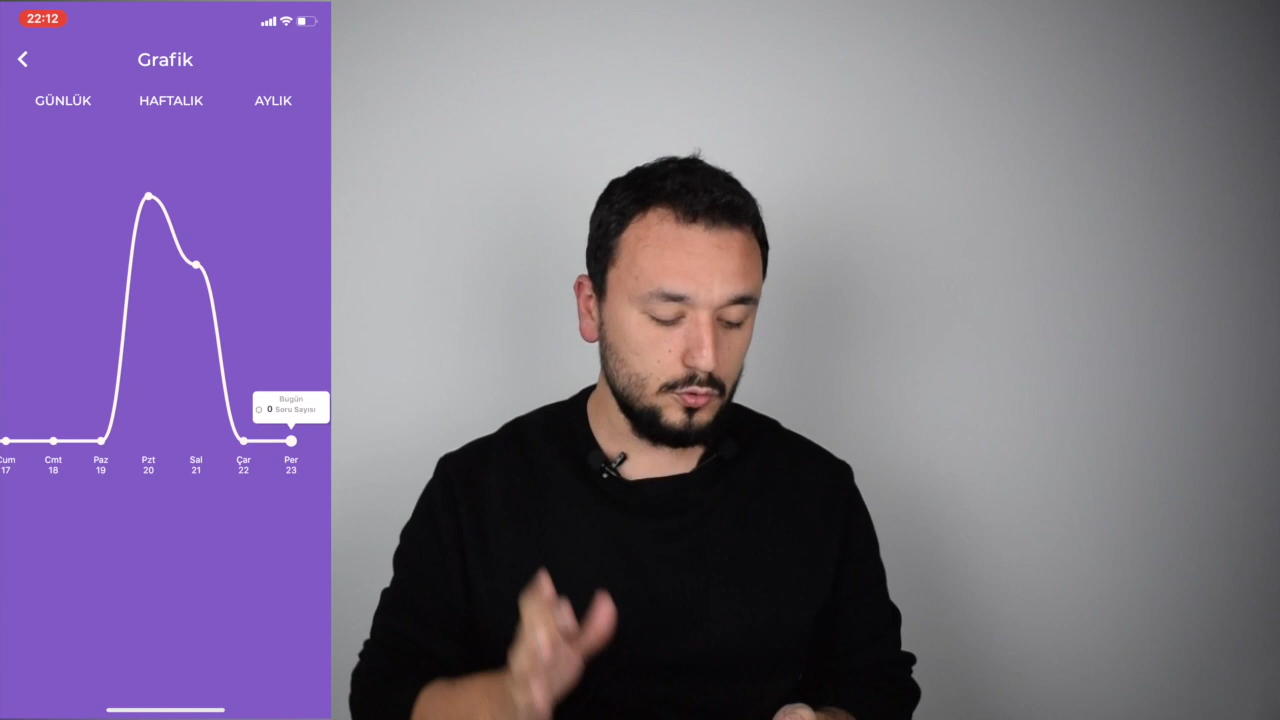 22:12
Grafik
GÜNLÜK HAFTALIK AYLIK
Bugün
0 Soru Sayısı
Cum Cmt Paz Pzt Sal Çar Per
17 18 19 20 21 22 23